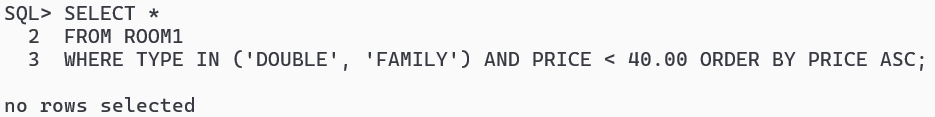 SQL> SELECT *
  2  FROM ROOM1
  3  WHERE TYPE IN ('DOUBLE', 'FAMILY') AND PRICE < 40.00 ORDER BY PRICE ASC;
no rows selected